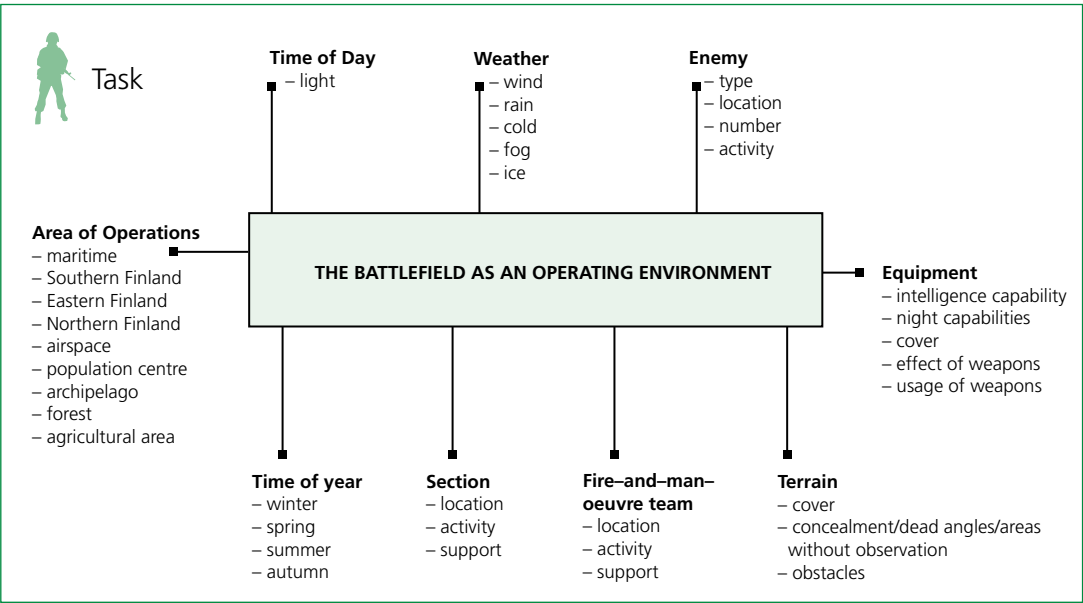 Task
Time of Day
– light
Weather
– wind
– rain
– cold
– fog
– ice
Enemy
– type
– location
– number
– activity
Area of Operations
– maritime
– Southern Finland
– Eastern Finland
– Northern Finland
– airspace
– population centre
– archipelago
– forest
– agricultural area
THE BATTLEFIELD AS AN OPERATING ENVIRONMENT
Equipment
– intelligence capability
– night capabilities
– cover
– effect of weapons
– usage of weapons
Time of year
– winter
– spring
– summer
– autumn
Section
– location
– activity
– support
Fire–and–man–
oeuvre team
– location
– activity
– support
Terrain
– cover
– concealment/dead angles/areas
without observation
– obstacles